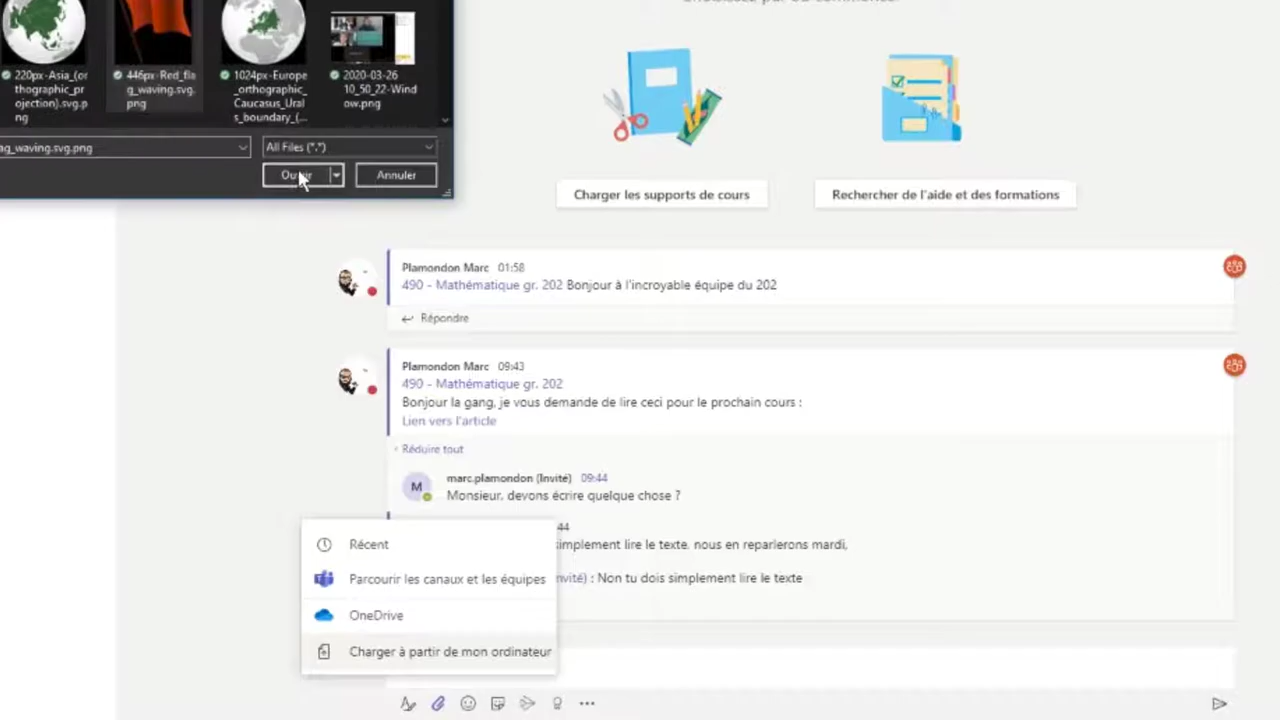 220px-Asia_(or
thographic_pr
ojection).svg.p
ng
446px-Red_fla
g_waving.svg.
png
1024px-Europe
_orthographic_
Caucasus_Ural
s_boundary_(...
2020-03-26
10_50_22-Wind
ow.png
ag_waving.svg.png
All Files (*.*)
Annuler
Charger les supports de cours
Rechercher de l'aide et des formations
Plamondon Marc 01:58
490 - Mathématique gr. 202 Bonjour à l'incroyable équipe du 202
Répondre
Plamondon Marc 09:43
490 - Mathématique gr. 202
Bonjour la gang, je vous demande de lire ceci pour le prochain cours :
Lien vers l'article
Réduire tout
M
marc.plamondon (Invité) 09:44
Monsieur, devons écrire quelque chose ?
44
simplement lire le texte, nous en reparlerons mardi,
nvité) : Non tu dois simplement lire le texte
Récent
Parcourir les canaux et les équipes
OneDrive
Charger à partir de mon ordinateur